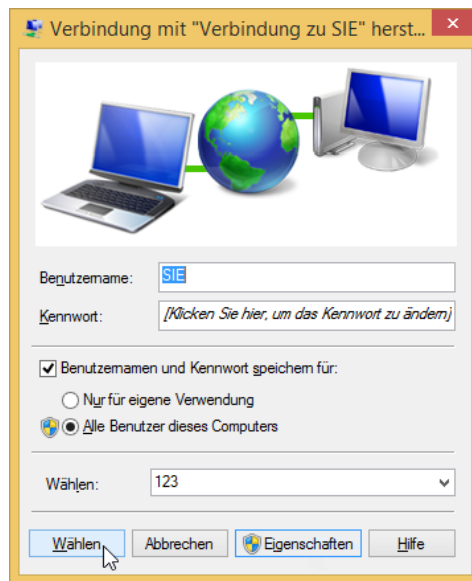 Verbindung mit "Verbindung zu SIE" herst...
Benutzername: SIE
Kennwort: [Klicken Sie hier, um das Kennwort zu ändern]
Benutzernamen und Kennwort speichern für:
Nur für eigene Verwendung
Alle Benutzer dieses Computers
Wählen: 123
Wählen Abbrechen Eigenschaften Hilfe